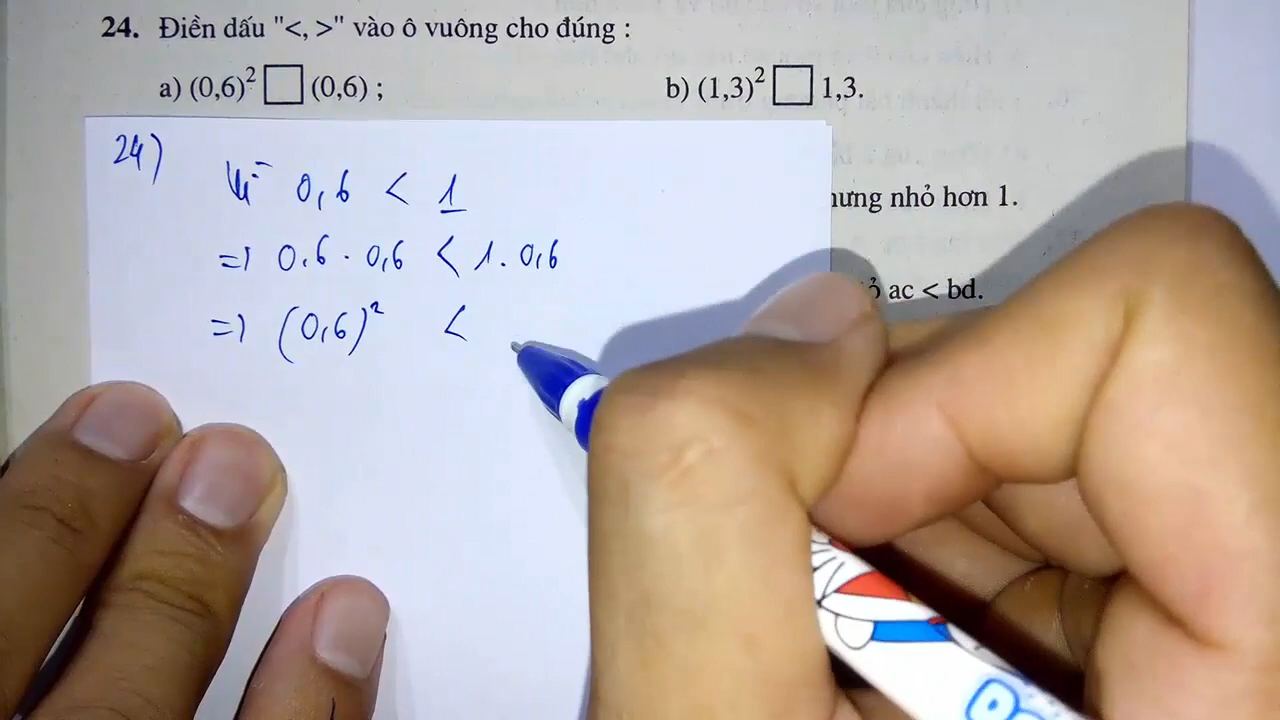 24. Điền dấu "<, >" vào ô vuông cho đúng :
a) (0,6)² □ (0,6) ;
b) (1,3)² □ 1,3.
24)
Vì 0,6 < 1
=> 0,6 . 0,6 < 1 . 0,6
=> (0,6)² <
nhỏ hơn 1.
ac < bd.